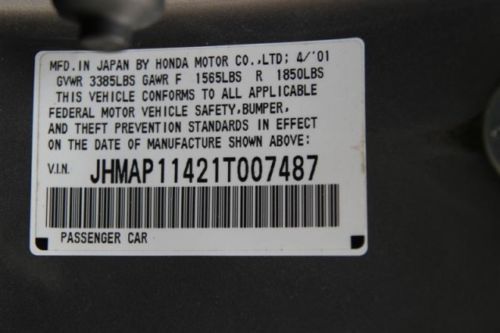 MFD. IN JAPAN BY HONDA MOTOR CO.,LTD; 4/'01
GVWR 3385LBS GAWR F 1565LBS R 1850LBS
THIS VEHICLE CONFORMS TO ALL APPLICABLE
FEDERAL MOTOR VEHICLE SAFETY,BUMPER,
AND THEFT PREVENTION STANDARDS IN EFFECT
ON THE DATE OF MANUFACTURE SHOWN ABOVE:
V.I.N. JHMAP11421T007487
PASSENGER CAR